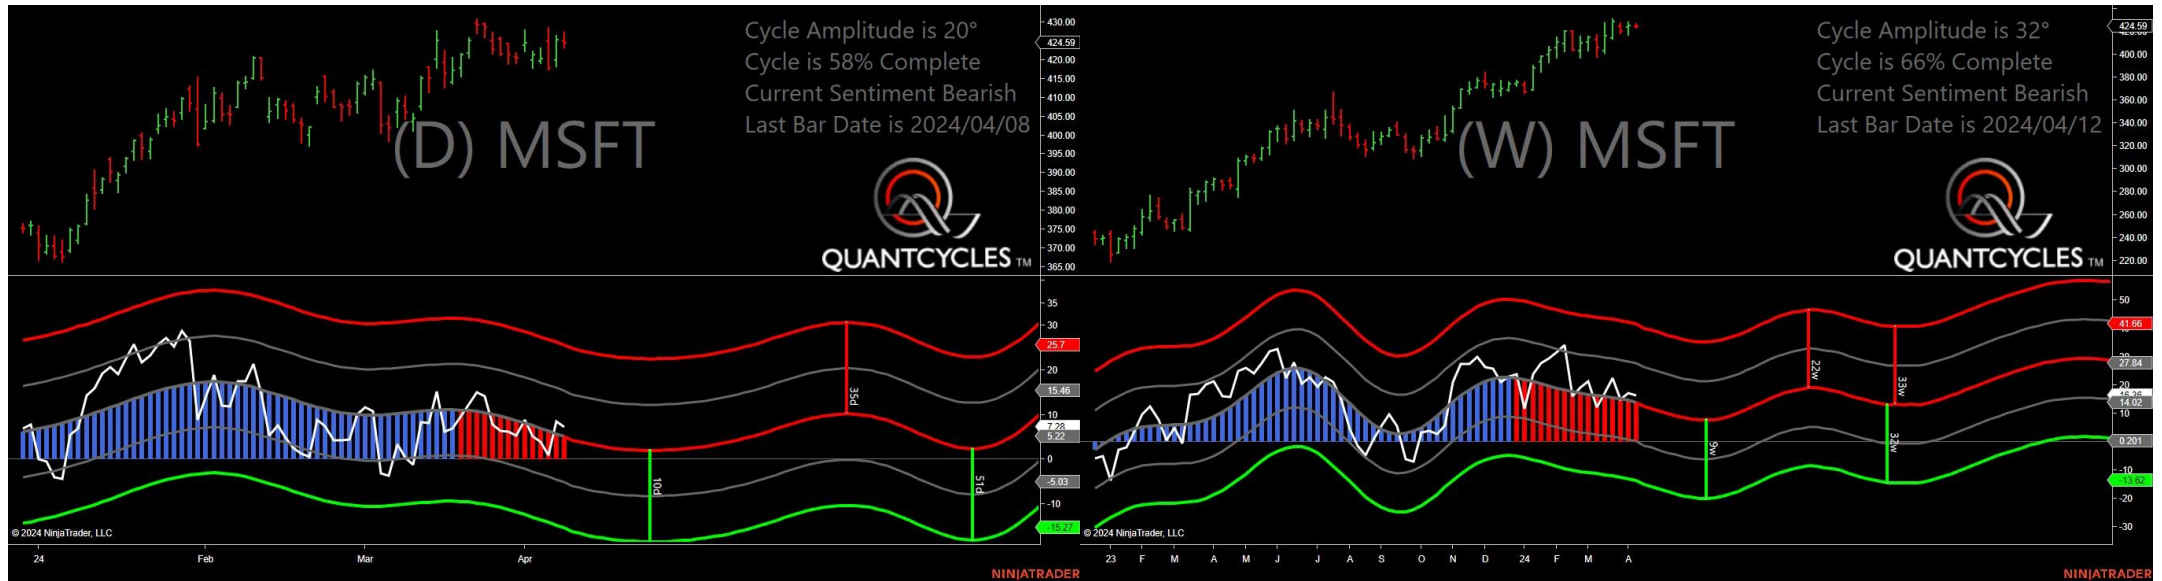 Cycle Amplitude is 20°
Cycle is 58% Complete
Current Sentiment Bearish
Last Bar Date is 2024/04/08
(D) MSFT
QUANTCYCLES TM
430.00
424.59
420.00
415.00
410.00
405.00
400.00
395.00
390.00
385.00
380.00
375.00
370.00
365.00
35
30
25.7
20
15.46
10
7.28
5.22
0
-5.03
-10
-15.27
10d
35d
51d
© 2024 NinjaTrader, LLC
24 Feb Mar Apr
NINJATRADER
Cycle Amplitude is 32°
Cycle is 66% Complete
Current Sentiment Bearish
Last Bar Date is 2024/04/12
(W) MSFT
QUANTCYCLES TM
424.59
400.00
380.00
360.00
340.00
320.00
300.00
280.00
260.00
240.00
220.00
50
41.66
27.84
20
14.02
10
0.201
-10
-13.62
-20
-30
9w
22w
33w
32w
© 2024 NinjaTrader, LLC
23 F M A M J J A S O N D 24 F M A
NINJATRADER